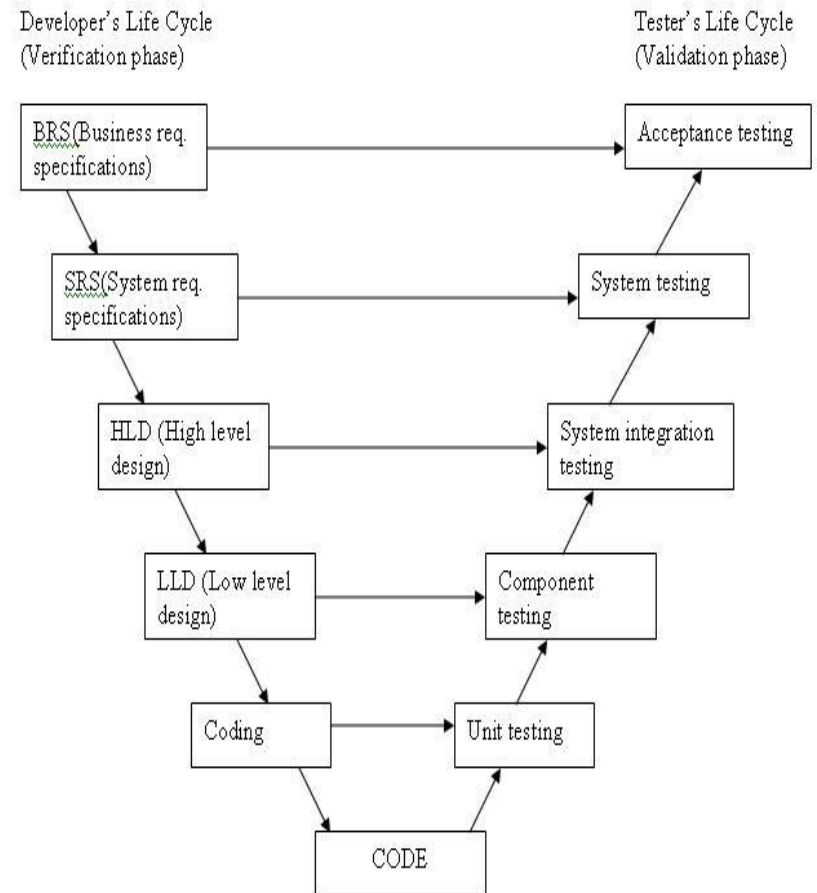 Developer's Life Cycle
(Verification phase)
Tester's Life Cycle
(Validation phase)
BRS(Business req.
specifications)
Acceptance testing
SRS(System req.
specifications)
System testing
HLD (High level
design)
System integration
testing
LLD (Low level
design)
Component
testing
Coding
Unit testing
CODE